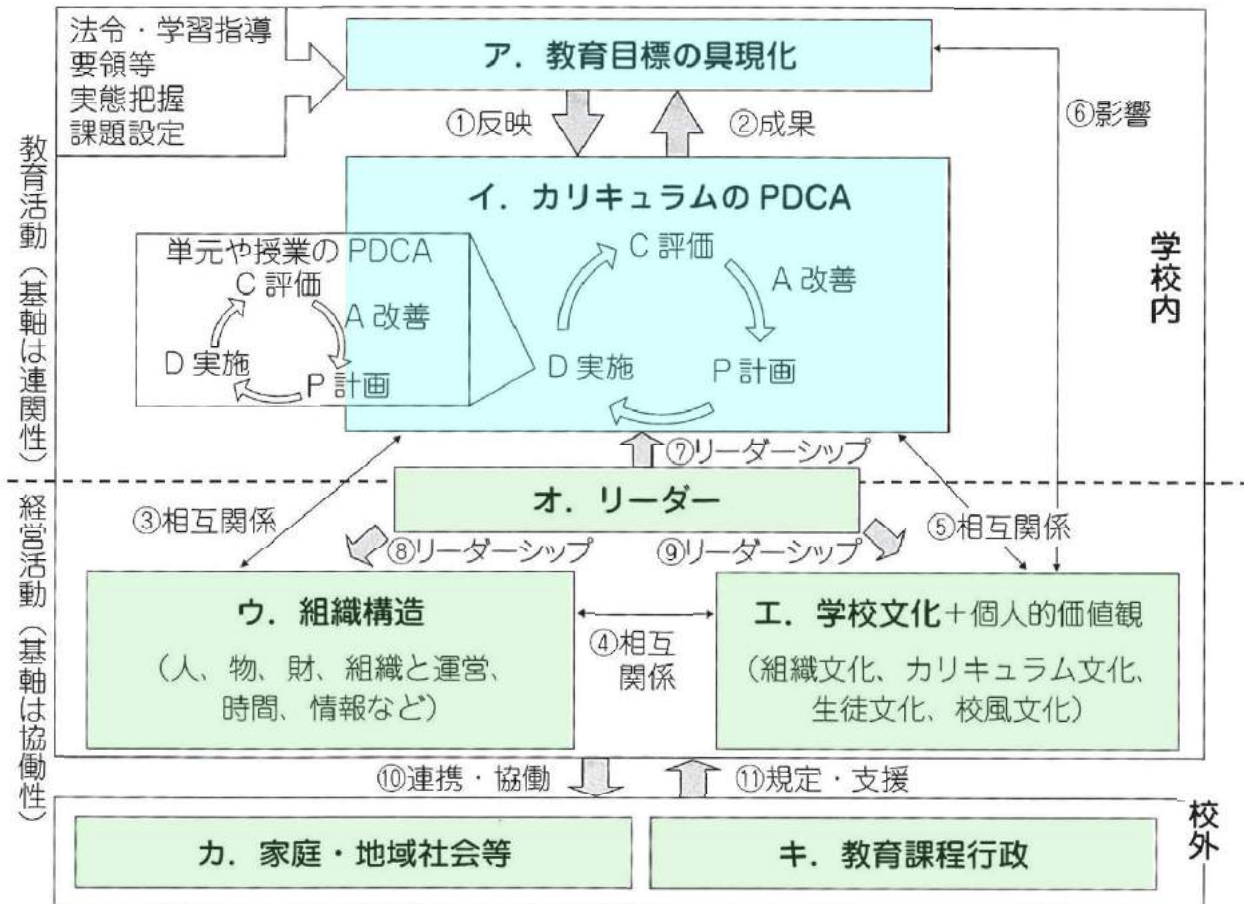 法令・学習指導
要領等
実態把握
課題設定
ア．教育目標の具現化
①反映
②成果
⑥影響
教育活動（基軸は連関性）
学校内
イ．カリキュラムの PDCA
C 評価
A 改善
D 実施
P 計画
単元や授業の PDCA
C 評価
A 改善
D 実施
P 計画
⑦リーダーシップ
オ．リーダー
③相互関係
⑧リーダーシップ
⑨リーダーシップ
⑤相互関係
経営活動（基軸は協働性）
ウ．組織構造
（人、物、財、組織と運営、
時間、情報など）
④相互
関係
エ．学校文化＋個人的価値観
（組織文化、カリキュラム文化、
生徒文化、校風文化）
⑩連携・協働
⑪規定・支援
カ．家庭・地域社会等
キ．教育課程行政
校外